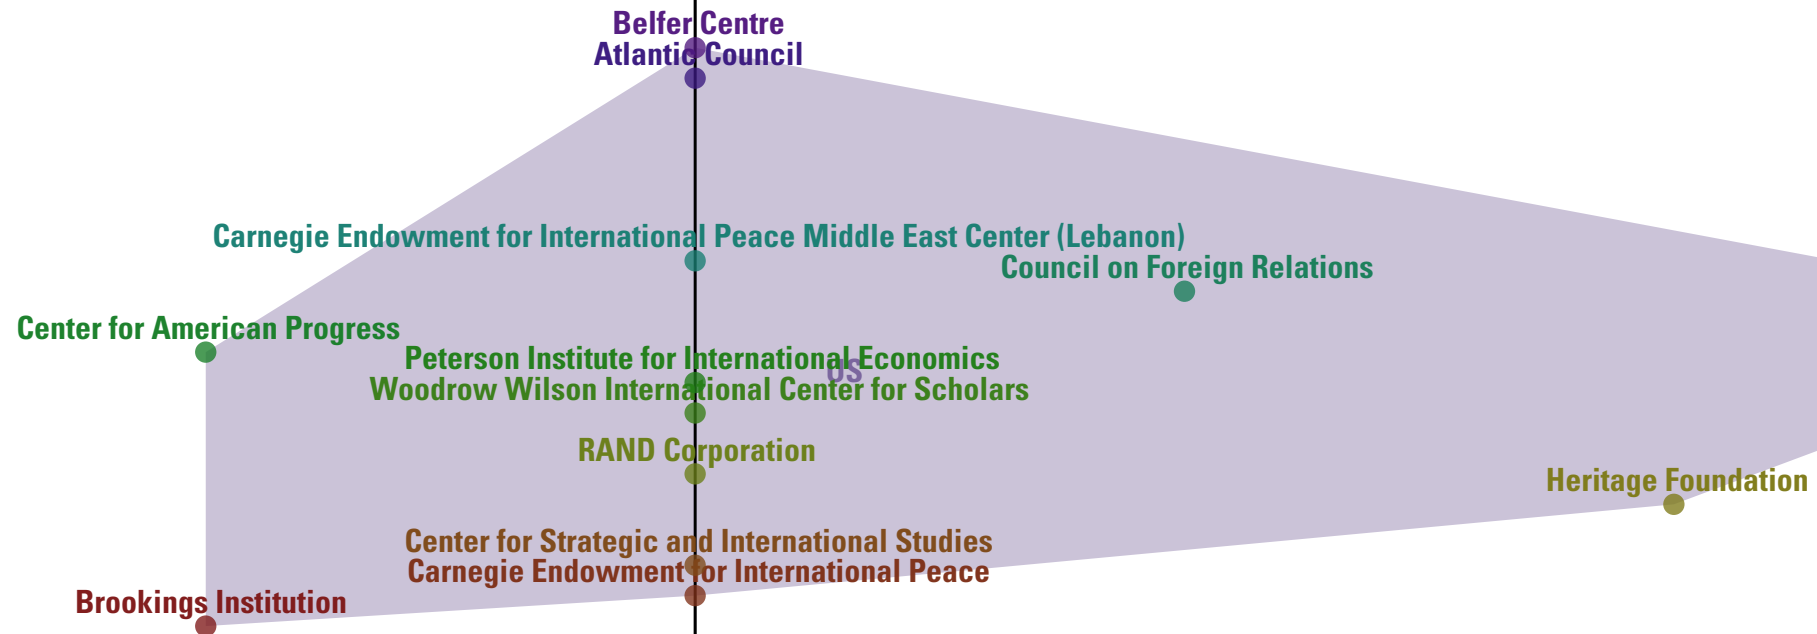 Belfer Centre
Atlantic Council
Carnegie Endowment for International Peace Middle East Center (Lebanon)
Council on Foreign Relations
Center for American Progress
Peterson Institute for International Economics
US
Woodrow Wilson International Center for Scholars
RAND Corporation
Heritage Foundation
Center for Strategic and International Studies
Carnegie Endowment for International Peace
Brookings Institution